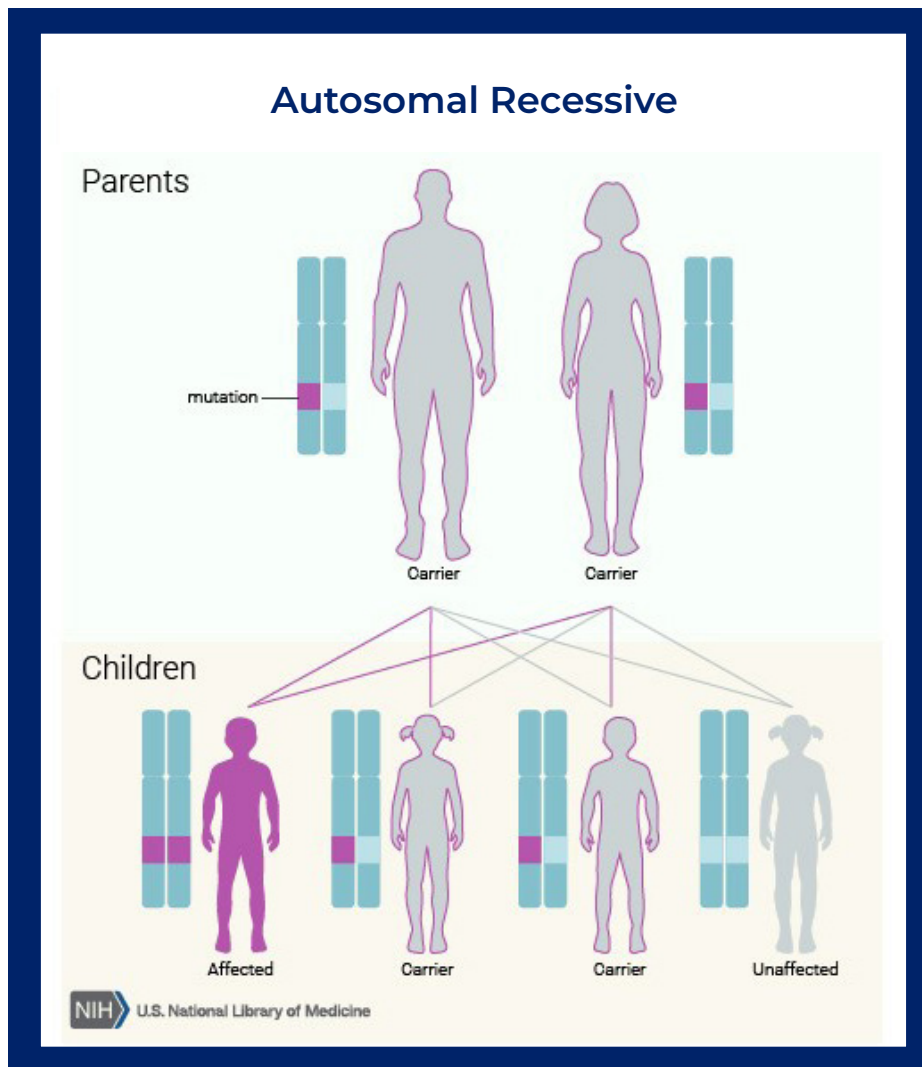 Autosomal Recessive
Parents
mutation
Carrier Carrier
Children
Affected Carrier Carrier Unaffected
NIH U.S. National Library of Medicine